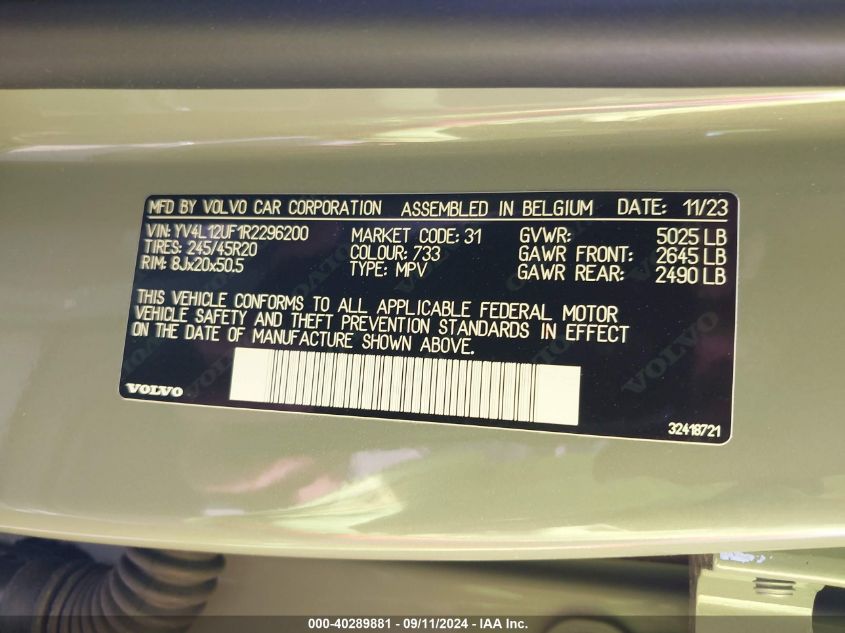 MFD BY VOLVO CAR CORPORATION ASSEMBLED IN BELGIUM DATE: 11/23
VIN: YV4L12UF1R2296200 MARKET CODE: 31 GVWR: 5025 LB
TIRES: 245/45R20 COLOUR: 733 GAWR FRONT: 2645 LB
RIM: 8Jx20x50.5 TYPE: MPV GAWR REAR: 2490 LB
THIS VEHICLE CONFORMS TO ALL APPLICABLE FEDERAL MOTOR
VEHICLE SAFETY AND THEFT PREVENTION STANDARDS IN EFFECT
ON THE DATE OF MANUFACTURE SHOWN ABOVE.
VOLVO
32418721
000-40289881 - 09/11/2024 - IAA Inc.